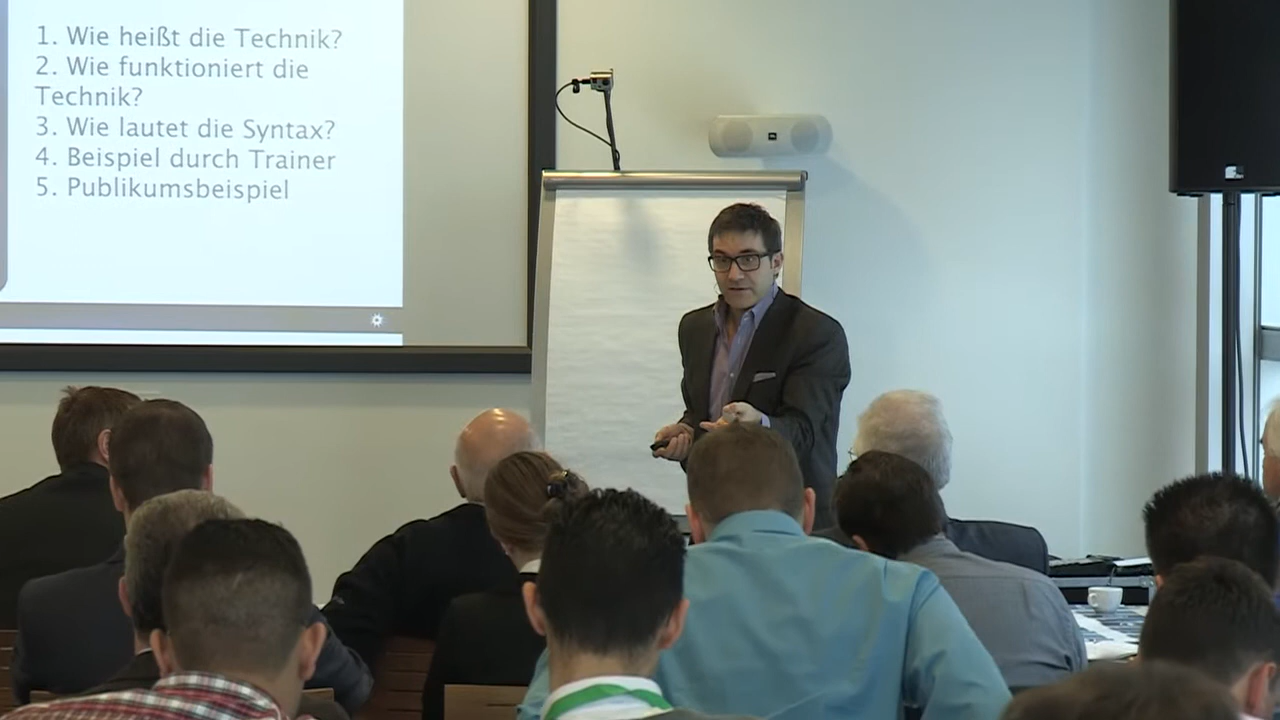 1. Wie heißt die Technik?
2. Wie funktioniert die
Technik?
3. Wie lautet die Syntax?
4. Beispiel durch Trainer
5. Publikumsbeispiel